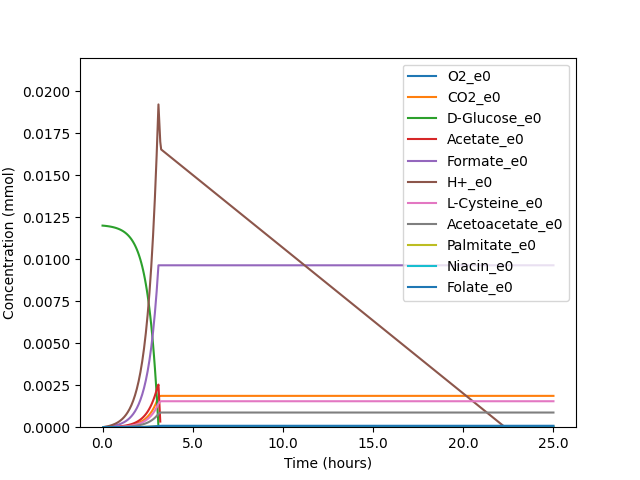 Concentration (mmol)
0.0200
0.0175
0.0150
0.0125
0.0100
0.0075
0.0050
0.0025
0.0000
O2_e0
CO2_e0
D-Glucose_e0
Acetate_e0
Formate_e0
H+_e0
L-Cysteine_e0
Acetoacetate_e0
Palmitate_e0
Niacin_e0
Folate_e0
0.0 5.0 10.0 15.0 20.0 25.0
Time (hours)